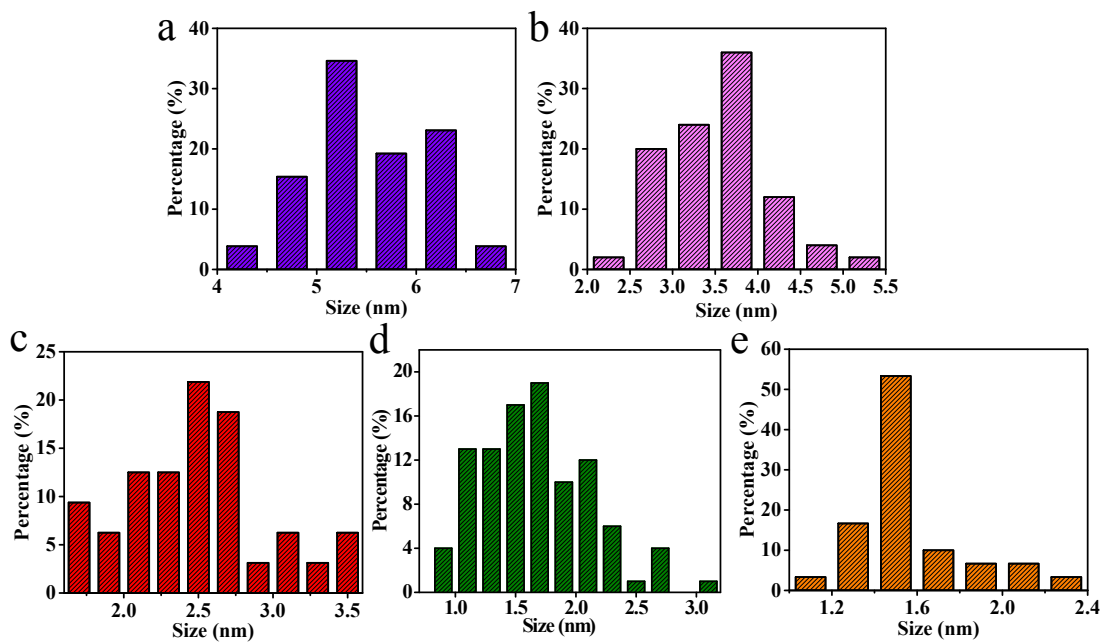 a
40
30
20
10
0
Percentage (%)
4 5 6 7
Size (nm)
b
40
30
20
10
0
Percentage (%)
2.0 2.5 3.0 3.5 4.0 4.5 5.0 5.5
Size (nm)
c
25
20
15
10
5
0
Percentage (%)
2.0 2.5 3.0 3.5
Size (nm)
d
20
16
12
8
4
0
Percentage (%)
1.0 1.5 2.0 2.5 3.0
Size (nm)
e
60
50
40
30
20
10
0
Percentage (%)
1.2 1.6 2.0 2.4
Size (nm)